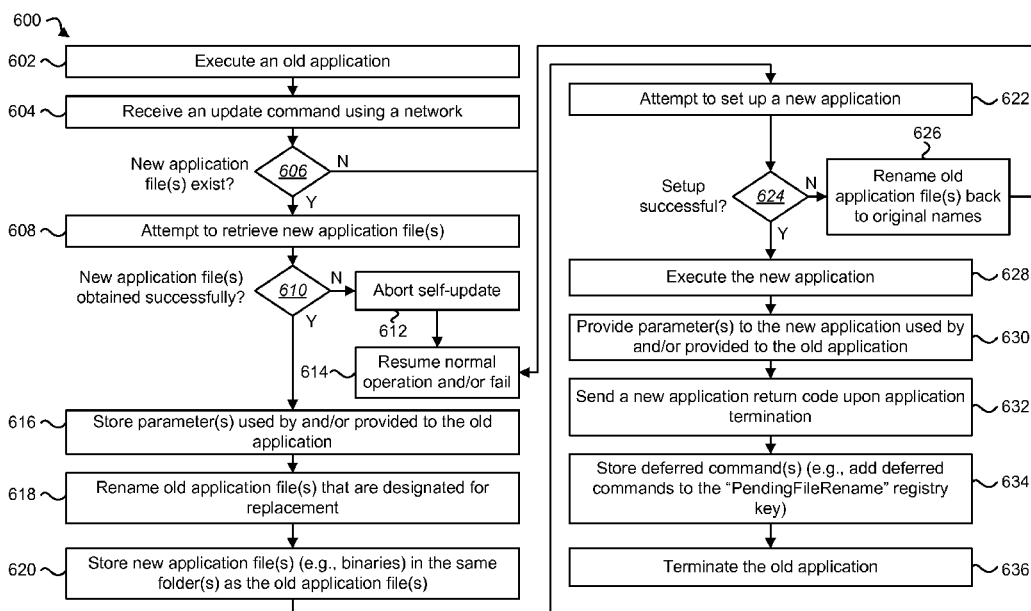 600
602
Execute an old application
604
Receive an update command using a network
New application
file(s) exist?
606
N
Y
608
Attempt to retrieve new application file(s)
New application file(s)
obtained successfully?
610
N
Y
Abort self-update
612
614
Resume normal
operation and/or fail
616
Store parameter(s) used by and/or provided to the old
application
618
Rename old application file(s) that are designated for
replacement
620
Store new application file(s) (e.g., binaries) in the same
folder(s) as the old application file(s)
Attempt to set up a new application
622
Setup
successful?
624
N
Y
626
Rename old
application file(s) back
to original names
Execute the new application
628
Provide parameter(s) to the new application used by
and/or provided to the old application
630
Send a new application return code upon application
termination
632
Store deferred command(s) (e.g., add deferred
commands to the “PendingFileRename” registry
key)
634
Terminate the old application
636